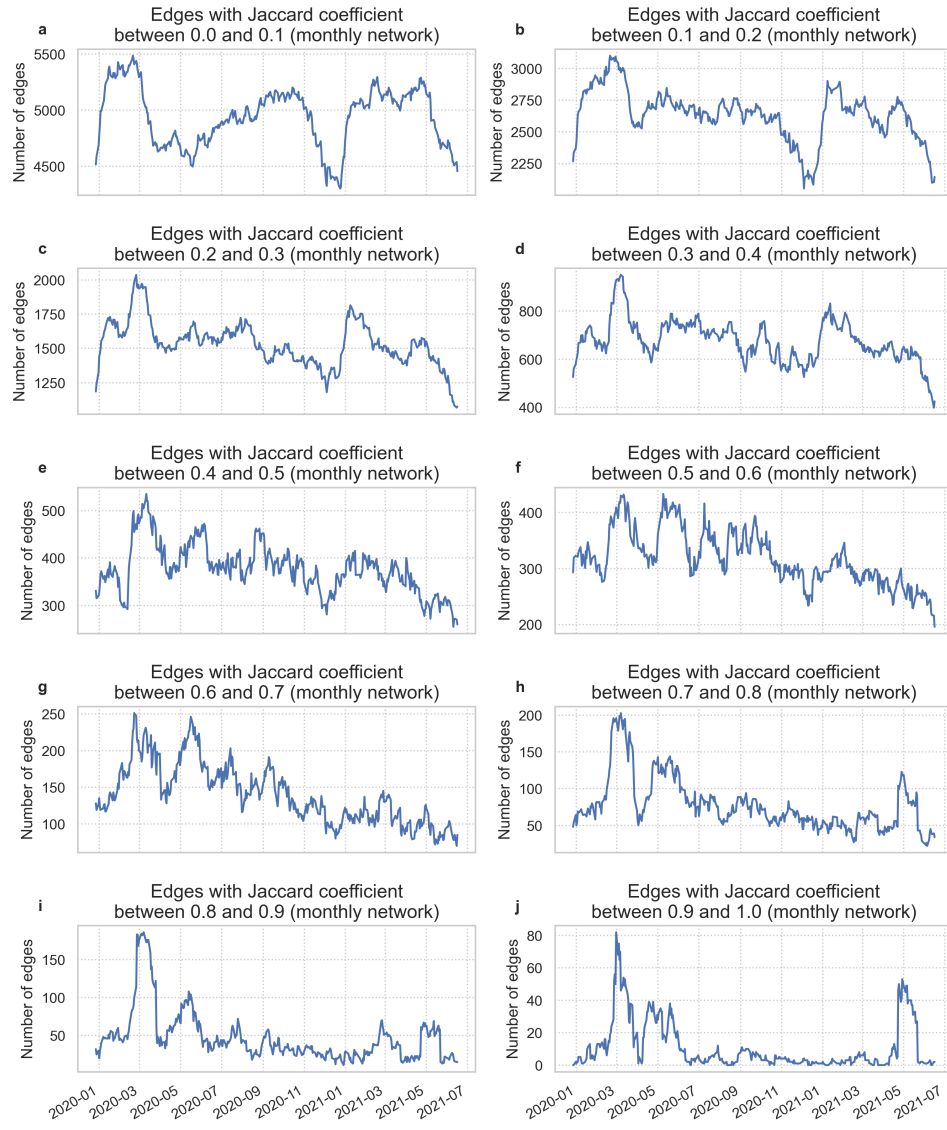 a
Edges with Jaccard coefficient
between 0.0 and 0.1 (monthly network)
Number of edges
5500
5000
4500
b
Edges with Jaccard coefficient
between 0.1 and 0.2 (monthly network)
Number of edges
3000
2750
2500
2250
c
Edges with Jaccard coefficient
between 0.2 and 0.3 (monthly network)
Number of edges
2000
1750
1500
1250
d
Edges with Jaccard coefficient
between 0.3 and 0.4 (monthly network)
Number of edges
800
600
400
e
Edges with Jaccard coefficient
between 0.4 and 0.5 (monthly network)
Number of edges
500
400
300
f
Edges with Jaccard coefficient
between 0.5 and 0.6 (monthly network)
Number of edges
400
300
200
g
Edges with Jaccard coefficient
between 0.6 and 0.7 (monthly network)
Number of edges
250
200
150
100
h
Edges with Jaccard coefficient
between 0.7 and 0.8 (monthly network)
Number of edges
200
150
100
50
i
Edges with Jaccard coefficient
between 0.8 and 0.9 (monthly network)
Number of edges
150
100
50
2020-01
2020-03
2020-05
2020-07
2020-09
2020-11
2021-01
2021-03
2021-05
2021-07
j
Edges with Jaccard coefficient
between 0.9 and 1.0 (monthly network)
Number of edges
80
60
40
20
0
2020-01
2020-03
2020-05
2020-07
2020-09
2020-11
2021-01
2021-03
2021-05
2021-07